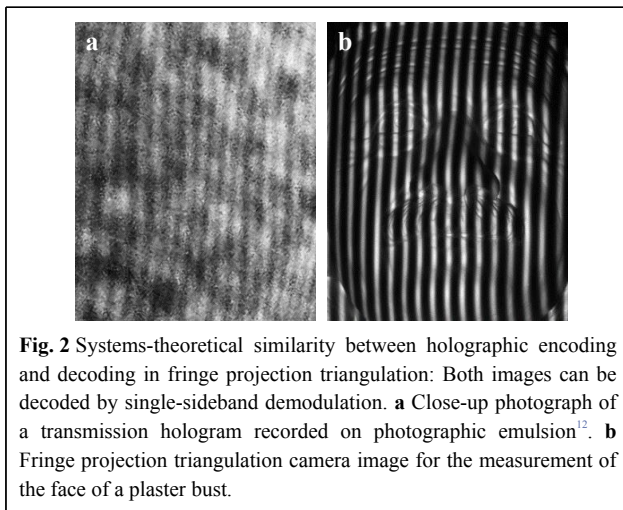 a
b
Fig. 2 Systems-theoretical similarity between holographic encoding
and decoding in fringe projection triangulation: Both images can be
decoded by single-sideband demodulation. a Close-up photograph of
a transmission hologram recorded on photographic emulsion12. b
Fringe projection triangulation camera image for the measurement of
the face of a plaster bust.